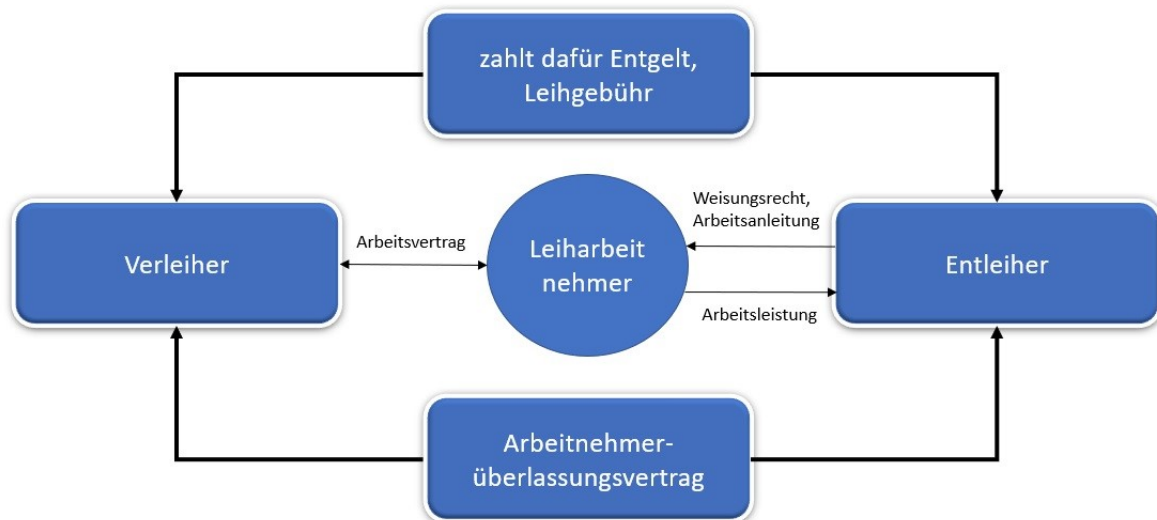 zahlt dafür Entgelt,
Leihgebühr
Verleiher
Arbeitsvertrag
Leiharbeit
nehmer
Weisungsrecht,
Arbeitsanleitung
Arbeitsleistung
Entleiher
Arbeitnehmer-
überlassungsvertrag